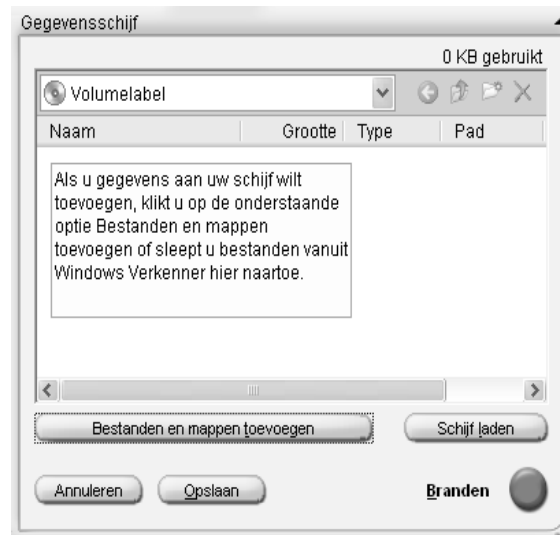 Gegevensschijf
0 KB gebruikt
Volumelabel
Naam Grootte Type Pad
Als u gegevens aan uw schijf wilt
toevoegen, klikt u op de onderstaande
optie Bestanden en mappen
toevoegen of sleept u bestanden vanuit
Windows Verkenner hier naartoe.
Bestanden en mappen toevoegen Schijf laden
Annuleren Opslaan Branden